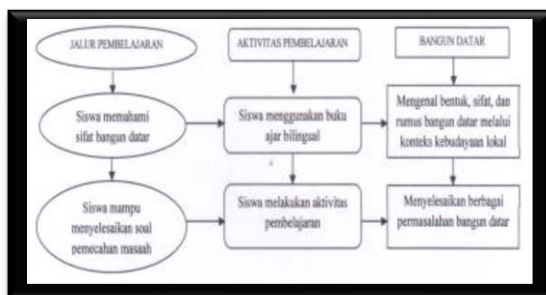 JALUR PEMBELAJARAN
AKTIVITAS PEMBELAJARAN
BANGUN DATAR
Siswa memahami
sifat bangun datar
Siswa menggunakan buku
ajar bilingual
Mengenal bentuk, sifat, dan
rumus bangun datar melalui
konteks kebudayaan lokal
Siswa mampu
menyelesaikan soal
pemecahan masaah
Siswa melakukan aktivitas
pembelajaran
Menyelesaikan berbagai
permasalahan bangun datar